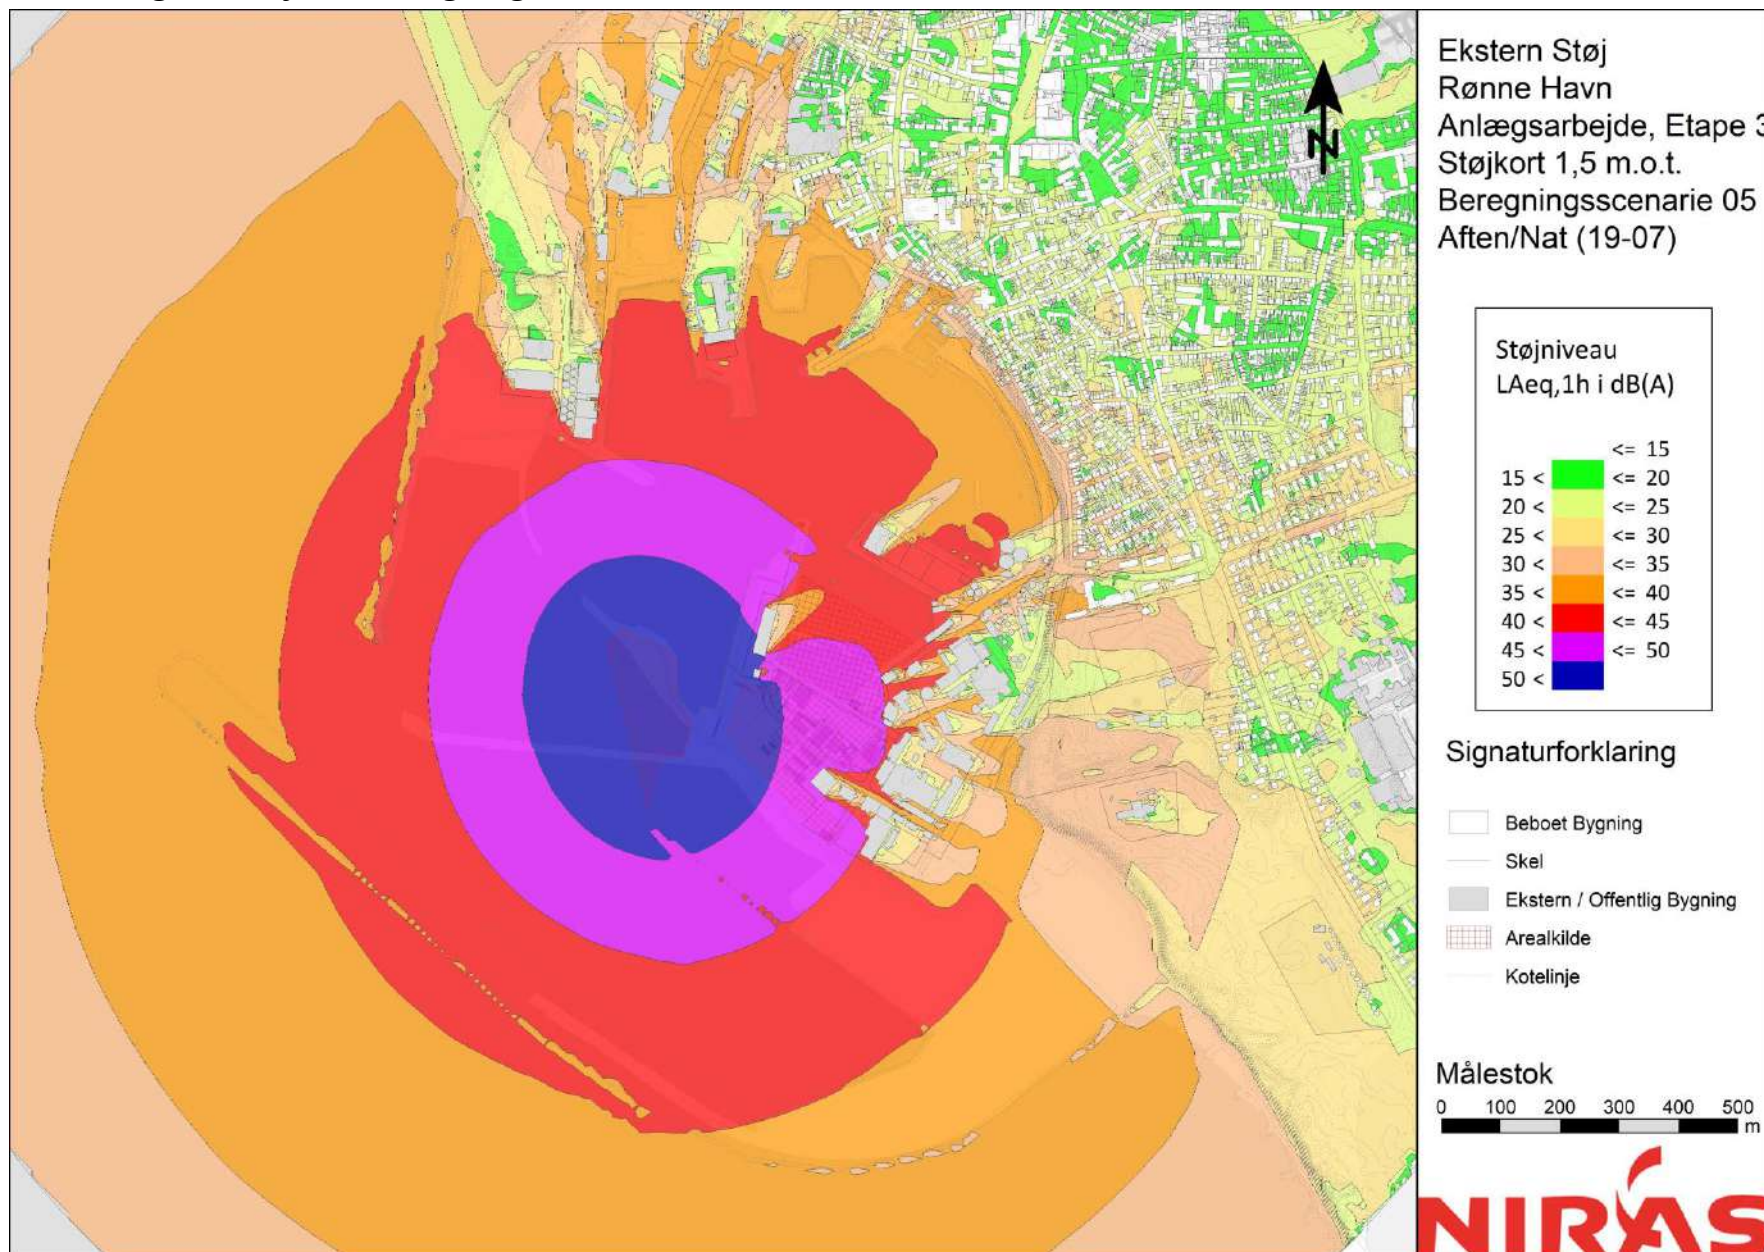 Ekstern Støj
Rønne Havn
Anlægsarbejde, Etape 3
Støjkort 1,5 m.o.t.
Beregningsscenarie 05
Aften/Nat (19-07)
N
Støjniveau
LAeq,1h i dB(A)
<= 15
15 < <= 20
20 < <= 25
25 < <= 30
30 < <= 35
35 < <= 40
40 < <= 45
45 < <= 50
50 <
Signaturforklaring
Beboet Bygning
Skel
Ekstern / Offentlig Bygning
Arealkilde
Kotelinje
Målestok
0 100 200 300 400 500
m
NIRAS